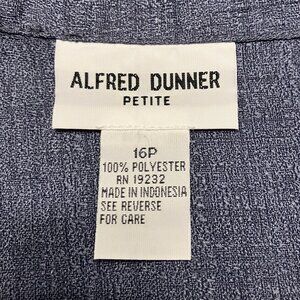 ALFRED DUNNER
PETITE
16P
100% POLYESTER
RN 19232
MADE IN INDONESIA
SEE REVERSE
FOR CARE